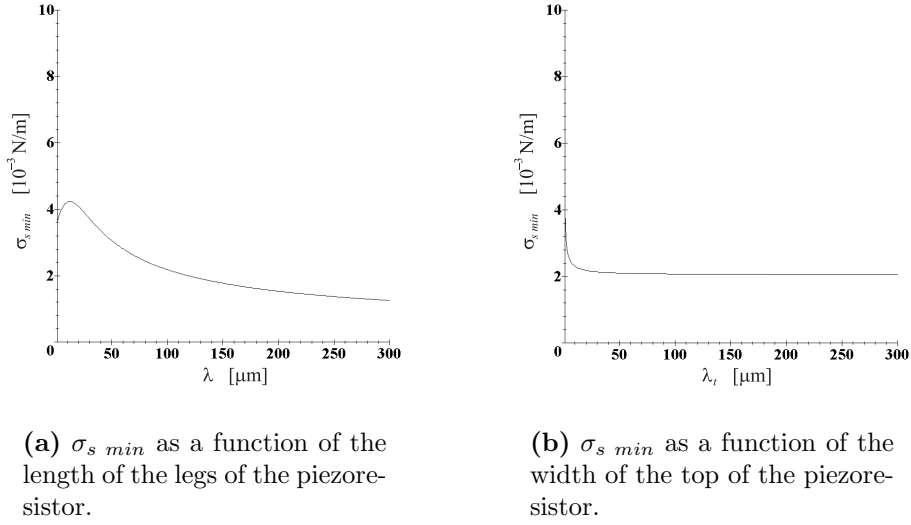 10
8
6
4
2
0
50
100
150
200
250
300
σs min [10⁻³ N/m]
λ [μm]
10
8
6
4
2
0
50
100
150
200
250
300
σs min [10⁻³ N/m]
λt [μm]
(a) σs min as a function of the
length of the legs of the piezore-
sistor.
(b) σs min as a function of the
width of the top of the piezore-
sistor.